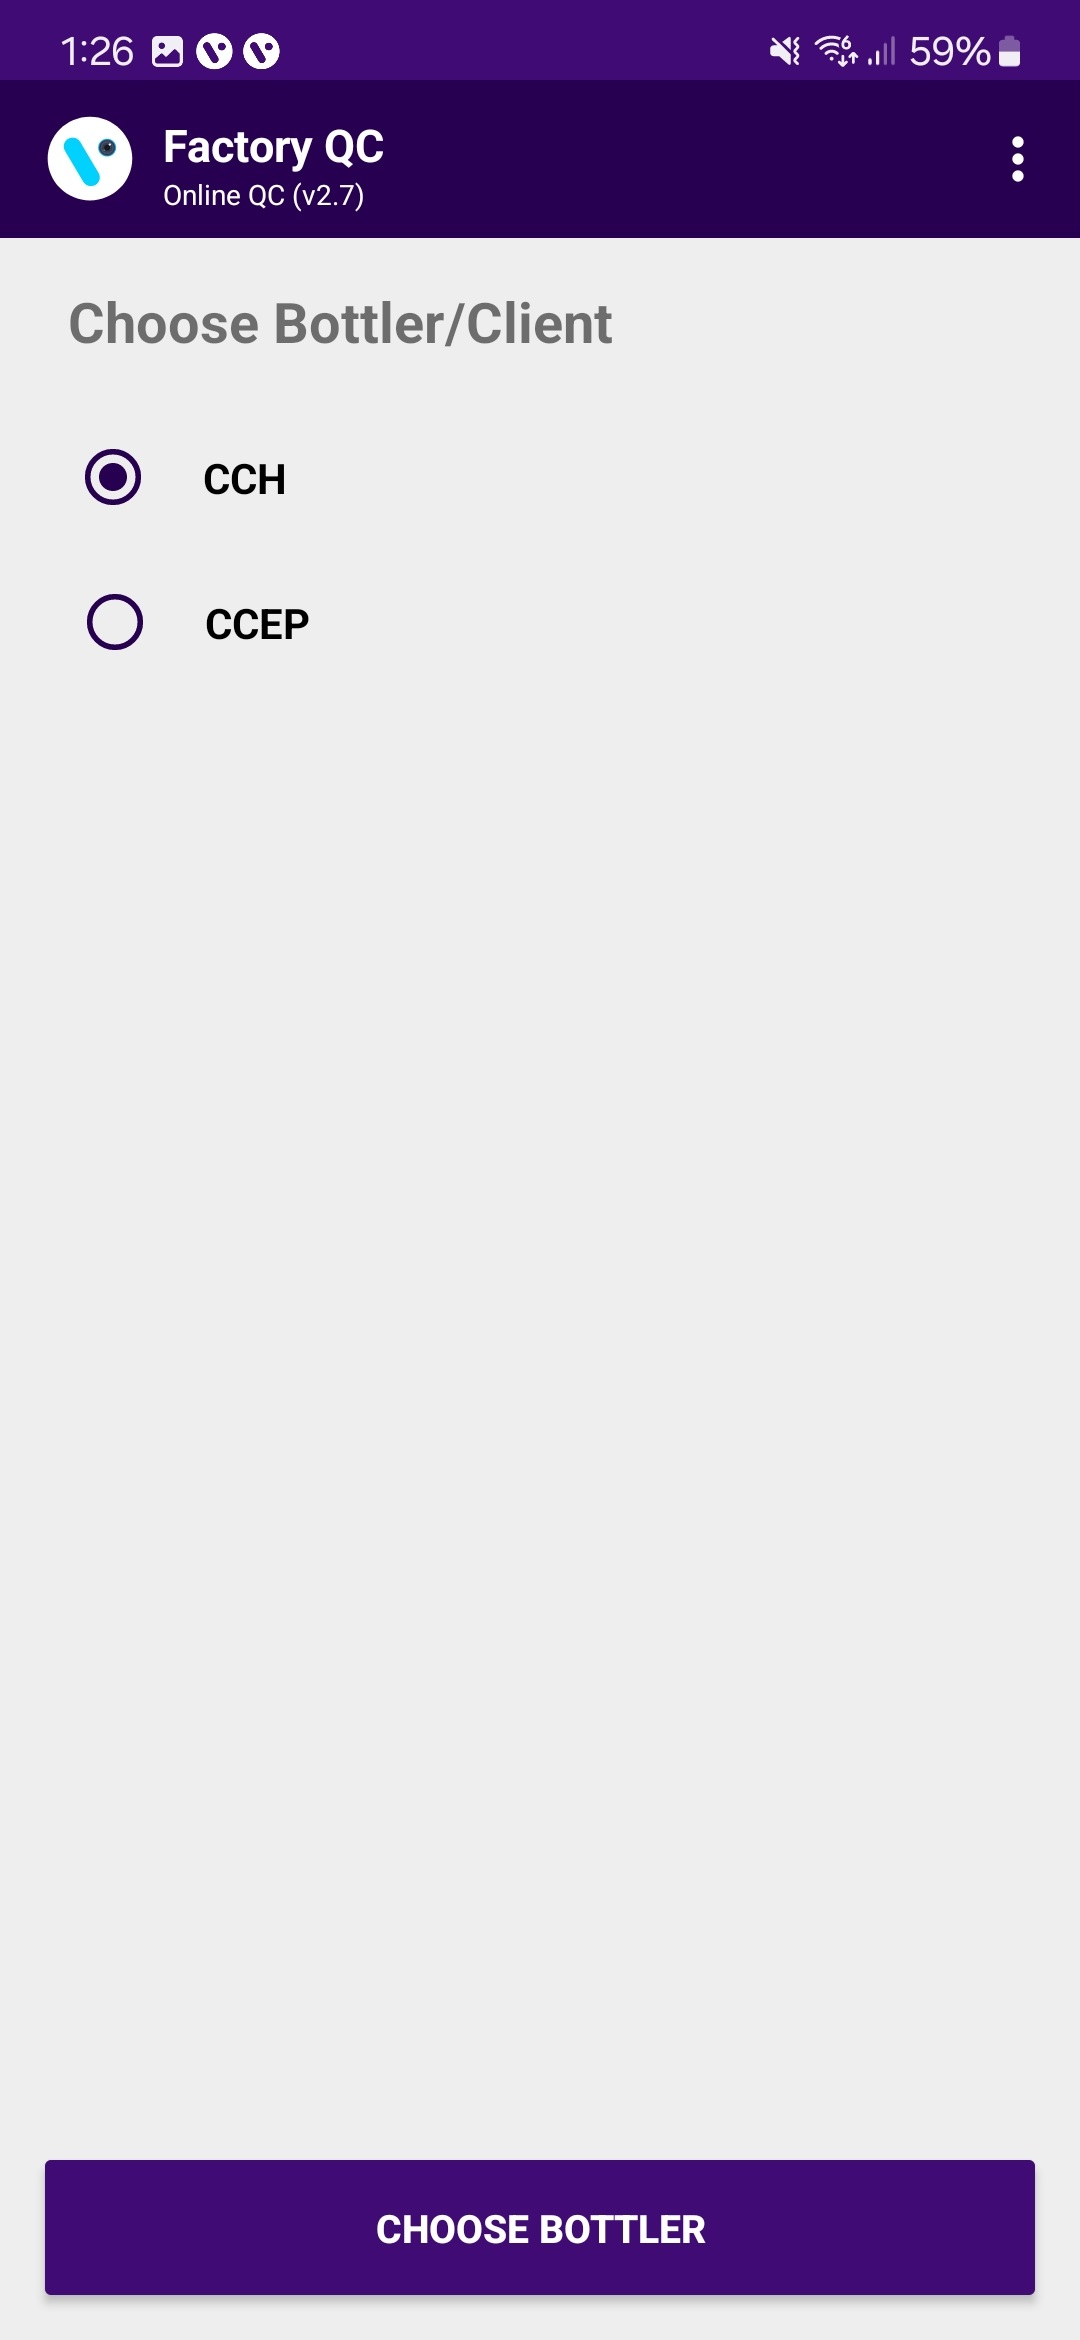 1:26 59%
Factory QC
Online QC (v2.7)
Choose Bottler/Client
CCH
CCEP
CHOOSE BOTTLER